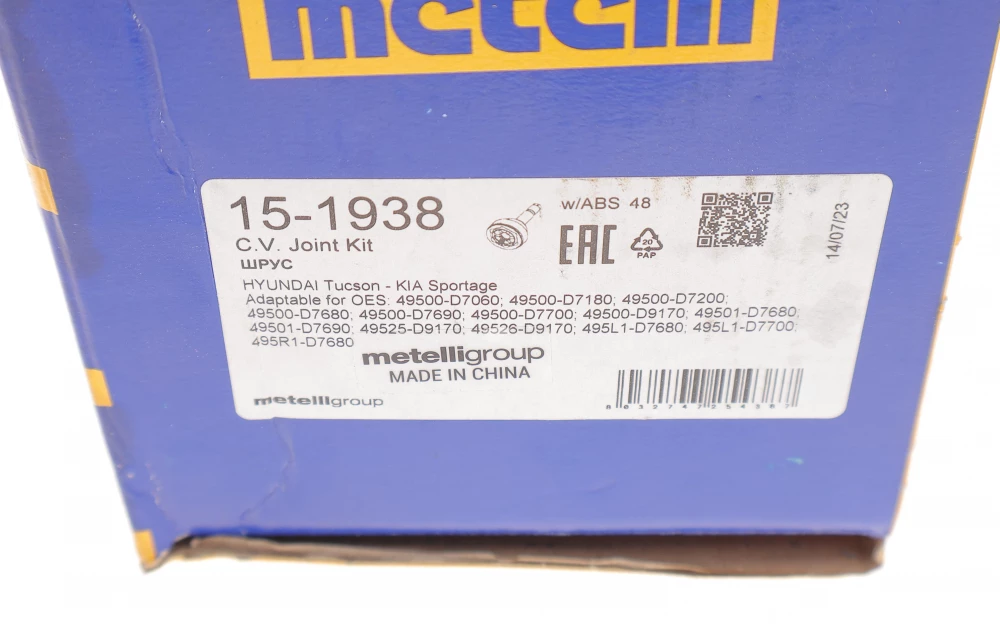 metelli
15-1938
C.V. Joint Kit
ШРУС
w/ABS 48
EAC
20
PAP
14/07/23
HYUNDAI Tucson - KIA Sportage
Adaptable for OES: 49500-D7060; 49500-D7180; 49500-D7200;
49500-D7680; 49500-D7690; 49500-D7700; 49500-D9170; 49501-D7680;
49501-D7690; 49525-D9170; 49526-D9170; 495L1-D7680; 495L1-D7700;
495R1-D7680
metelligroup
MADE IN CHINA
metelligroup